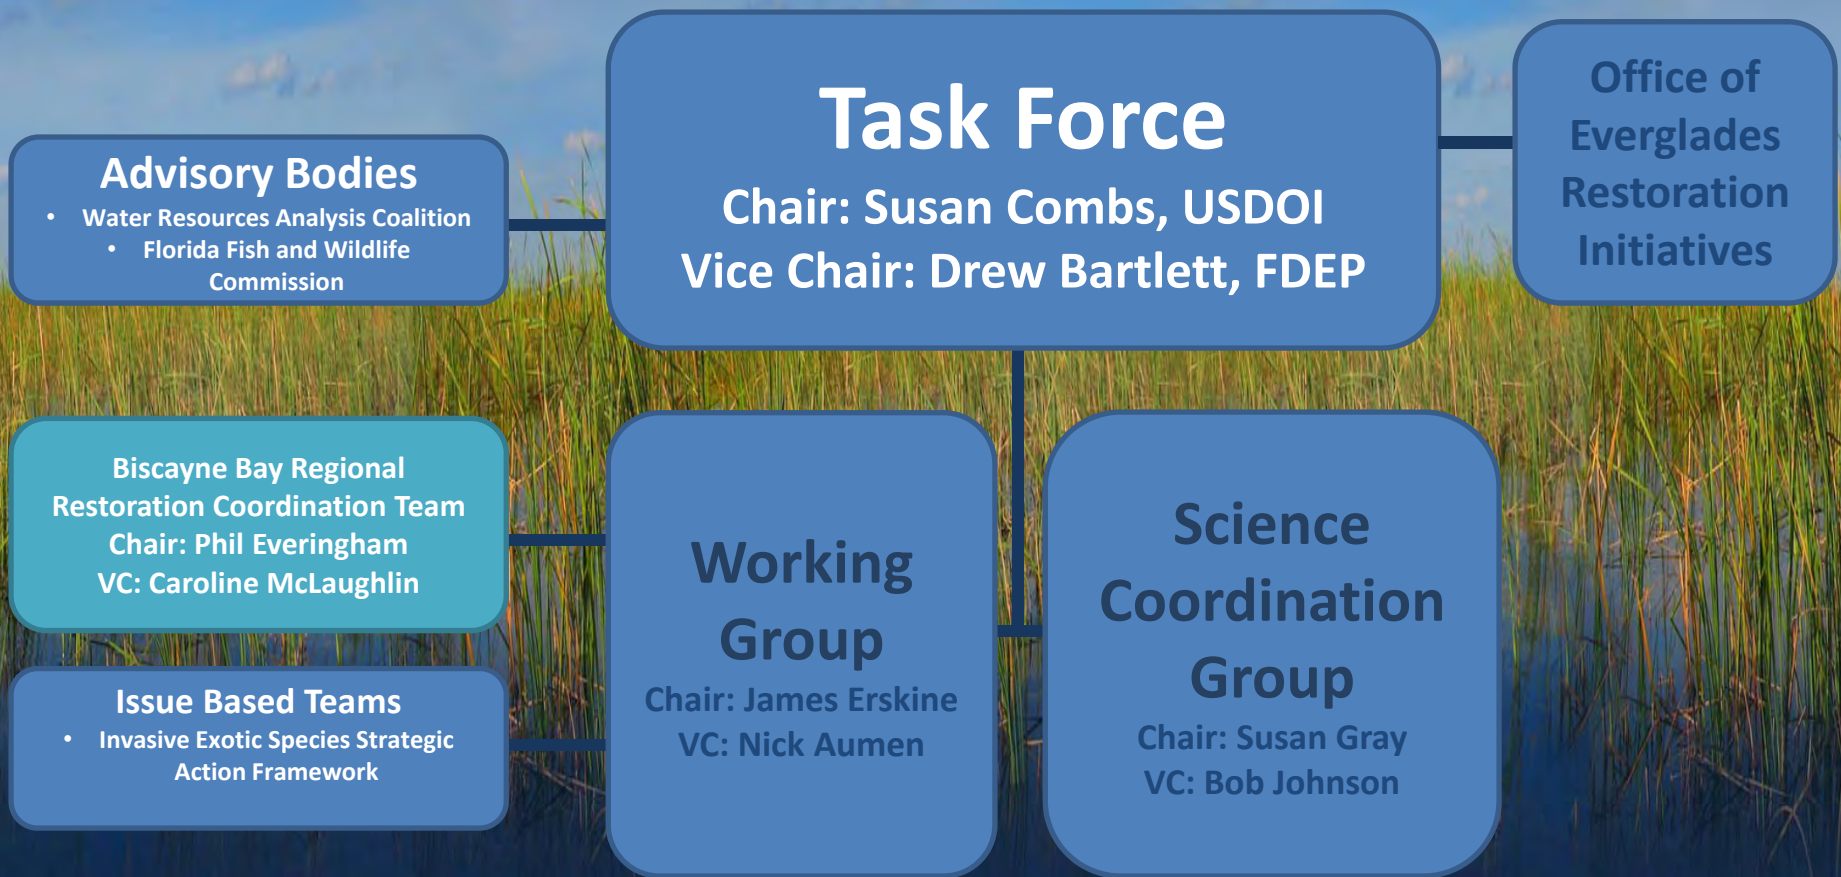 Task Force
Chair: Susan Combs, USDOI
Vice Chair: Drew Bartlett, FDEP
Office of
Everglades
Restoration
Initiatives
Advisory Bodies
• Water Resources Analysis Coalition
• Florida Fish and Wildlife
Commission
Biscayne Bay Regional
Restoration Coordination Team
Chair: Phil Everingham
VC: Caroline McLaughlin
Issue Based Teams
• Invasive Exotic Species Strategic
Action Framework
Working
Group
Chair: James Erskine
VC: Nick Aumen
Science
Coordination
Group
Chair: Susan Gray
VC: Bob Johnson